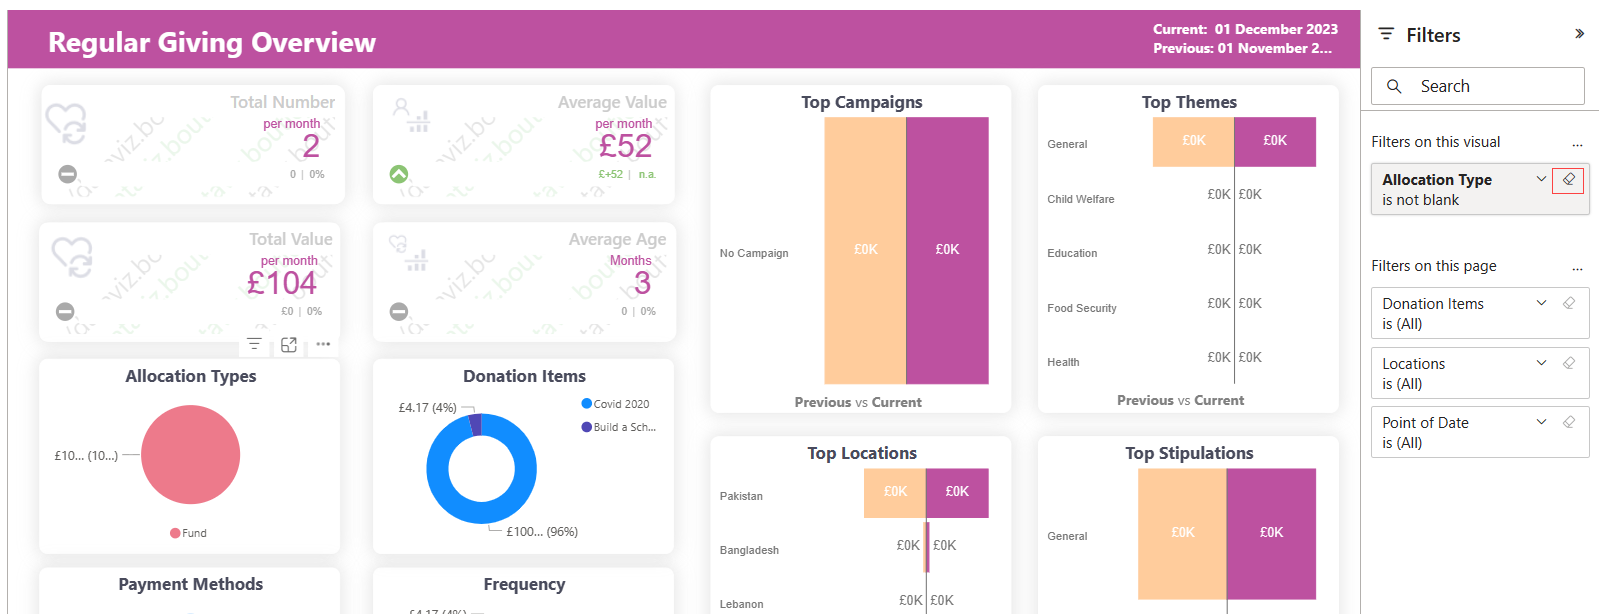 Regular Giving Overview
Current: 01 December 2023
Previous: 01 November 2...
Total Number
per month
2
0 | 0%
Average Value
per month
£52
£+52 | n.a.
Total Value
per month
£104
£0 | 0%
Average Age
Months
3
0 | 0%
Allocation Types
£10... (10...)
Fund
Donation Items
£4.17 (4%)
Covid 2020
Build a Sch...
£100... (96%)
Payment Methods
Frequency
£4.17 (4%)
Top Campaigns
No Campaign
£0K
£0K
Previous vs Current
Top Themes
General £0K £0K
Child Welfare £0K £0K
Education £0K £0K
Food Security £0K £0K
Health £0K £0K
Previous vs Current
Top Locations
Pakistan £0K £0K
Bangladesh £0K £0K
Lebanon £0K £0K
Top Stipulations
General £0K £0K
Filters
Search
Filters on this visual ...
Allocation Type
is not blank
Filters on this page ...
Donation Items
is (All)
Locations
is (All)
Point of Date
is (All)